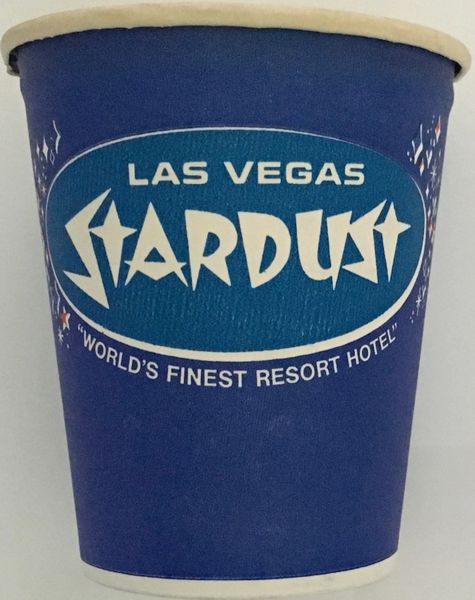 LAS VEGAS
STARDUST
"WORLD'S FINEST RESORT HOTEL"